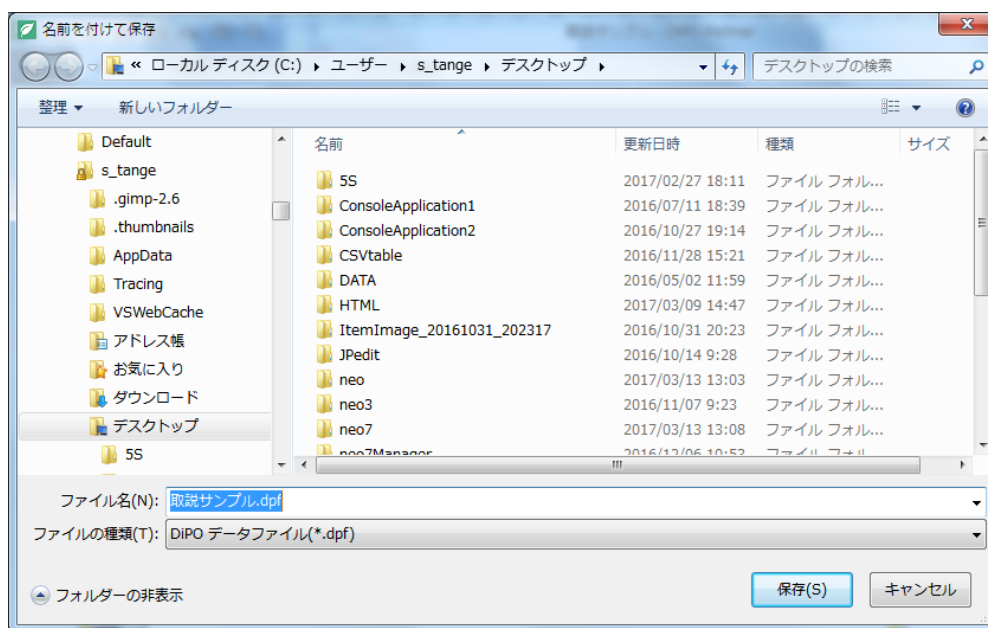 名前を付けて保存
« ローカル ディスク (C:) ▸ ユーザー ▸ s_tange ▸ デスクトップ ▸
デスクトップの検索
整理 ▼ 新しいフォルダー
Default
s_tange
.gimp-2.6
.thumbnails
AppData
Tracing
VSWebCache
アドレス帳
お気に入り
ダウンロード
デスクトップ
5S
名前 更新日時 種類 サイズ
5S 2017/02/27 18:11 ファイル フォル...
ConsoleApplication1 2016/07/11 18:39 ファイル フォル...
ConsoleApplication2 2016/10/27 19:14 ファイル フォル...
CSVtable 2016/11/28 15:21 ファイル フォル...
DATA 2016/05/02 11:59 ファイル フォル...
HTML 2017/03/09 14:47 ファイル フォル...
ItemImage_20161031_202317 2016/10/31 20:23 ファイル フォル...
JPedit 2016/10/14 9:28 ファイル フォル...
neo 2017/03/13 13:03 ファイル フォル...
neo3 2016/11/07 9:23 ファイル フォル...
neo7 2017/03/13 13:08 ファイル フォル...
neo7Manager 2016/12/06 10:52 ファイル フォル...
ファイル名(N): 取説サンプル.dpf
ファイルの種類(T): DiPO データファイル(*.dpf)
フォルダーの非表示
保存(S) キャンセル